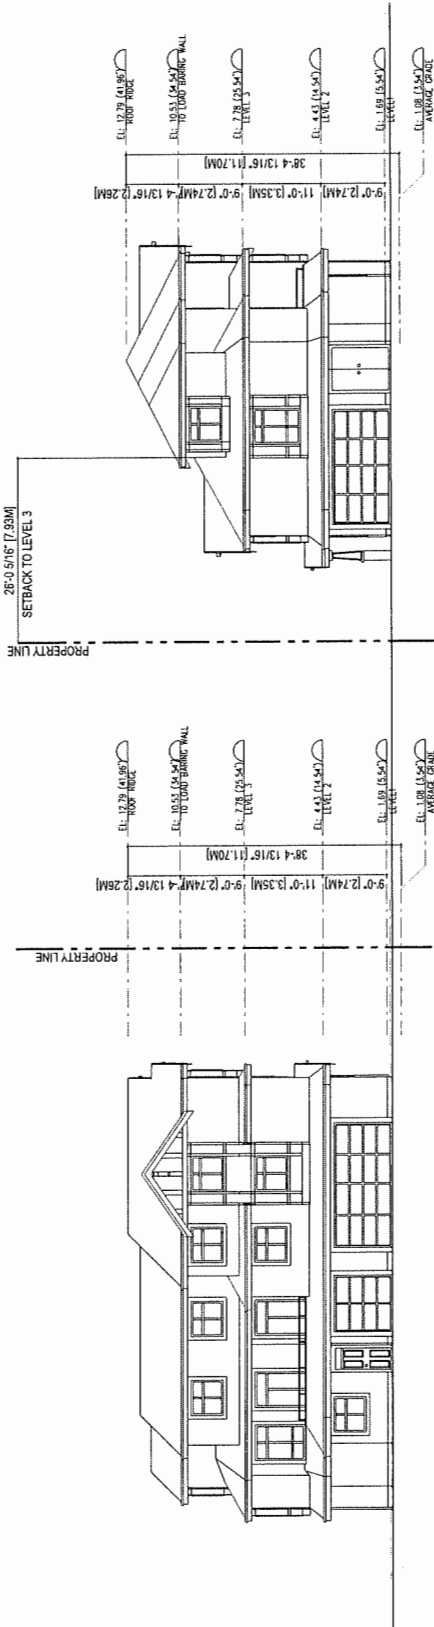 26'-0 5/16" [7.93M]
SETBACK TO LEVEL 3
PROPERTY LINE
EL: 12.79 (41.96')
ROOF RIDGE
EL: 10.53 (34.54')
TO LOAD BARING WALL
EL: 7.78 (25.54')
LEVEL 3
EL: 4.43 (14.54')
LEVEL 2
EL: 1.69 (5.54')
LEVEL1
EL: 1.08 (3.54')
AVERAGE GRADE
38'-4 13/16" [11.70M]
9'-0" [2.74M]
11'-0" [3.35M]
9'-0" [2.74M]
7'-4 13/16" [2.26M]
PROPERTY LINE
EL: 12.79 (41.96')
ROOF RIDGE
EL: 10.53 (34.54')
TO LOAD BARING WALL
EL: 7.78 (25.54')
LEVEL 3
EL: 4.43 (14.54')
LEVEL 2
EL: 1.69 (5.54')
LEVEL1
EL: 1.08 (3.54')
AVERAGE GRADE
38'-4 13/16" [11.70M]
9'-0" [2.74M]
11'-0" [3.35M]
9'-0" [2.74M]
7'-4 13/16" [2.26M]